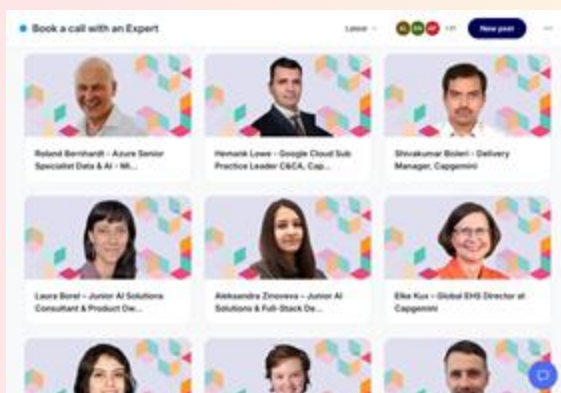 Book a call with an Expert
Latest
New post
Roland Bernhardt – Azure Senior
Specialist Data & AI – Mi...
Hemank Lowe – Google Cloud Sub
Practice Leader C&CA, Cap...
Shivakumar Bisleri – Delivery
Manager, Capgemini
Laura Borel – Junior AI Solutions
Consultant & Product Ow...
Aleksandra Zinoveva – Junior AI
Solutions & Full-Stack De...
Elke Kux – Global EHS Director at
Capgemini